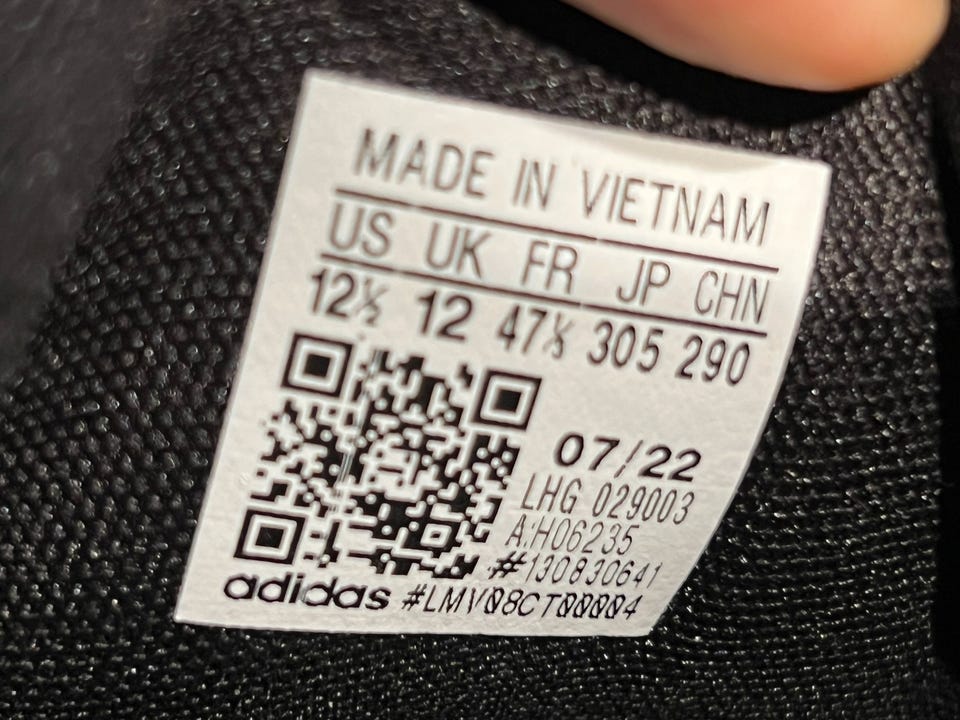 MADE IN VIETNAM
US UK FR JP CHN
12½ 12 47⅓ 305 290
07/22
LHG 029003
A:H06235
#130830641
adidas #LMV08CT00004